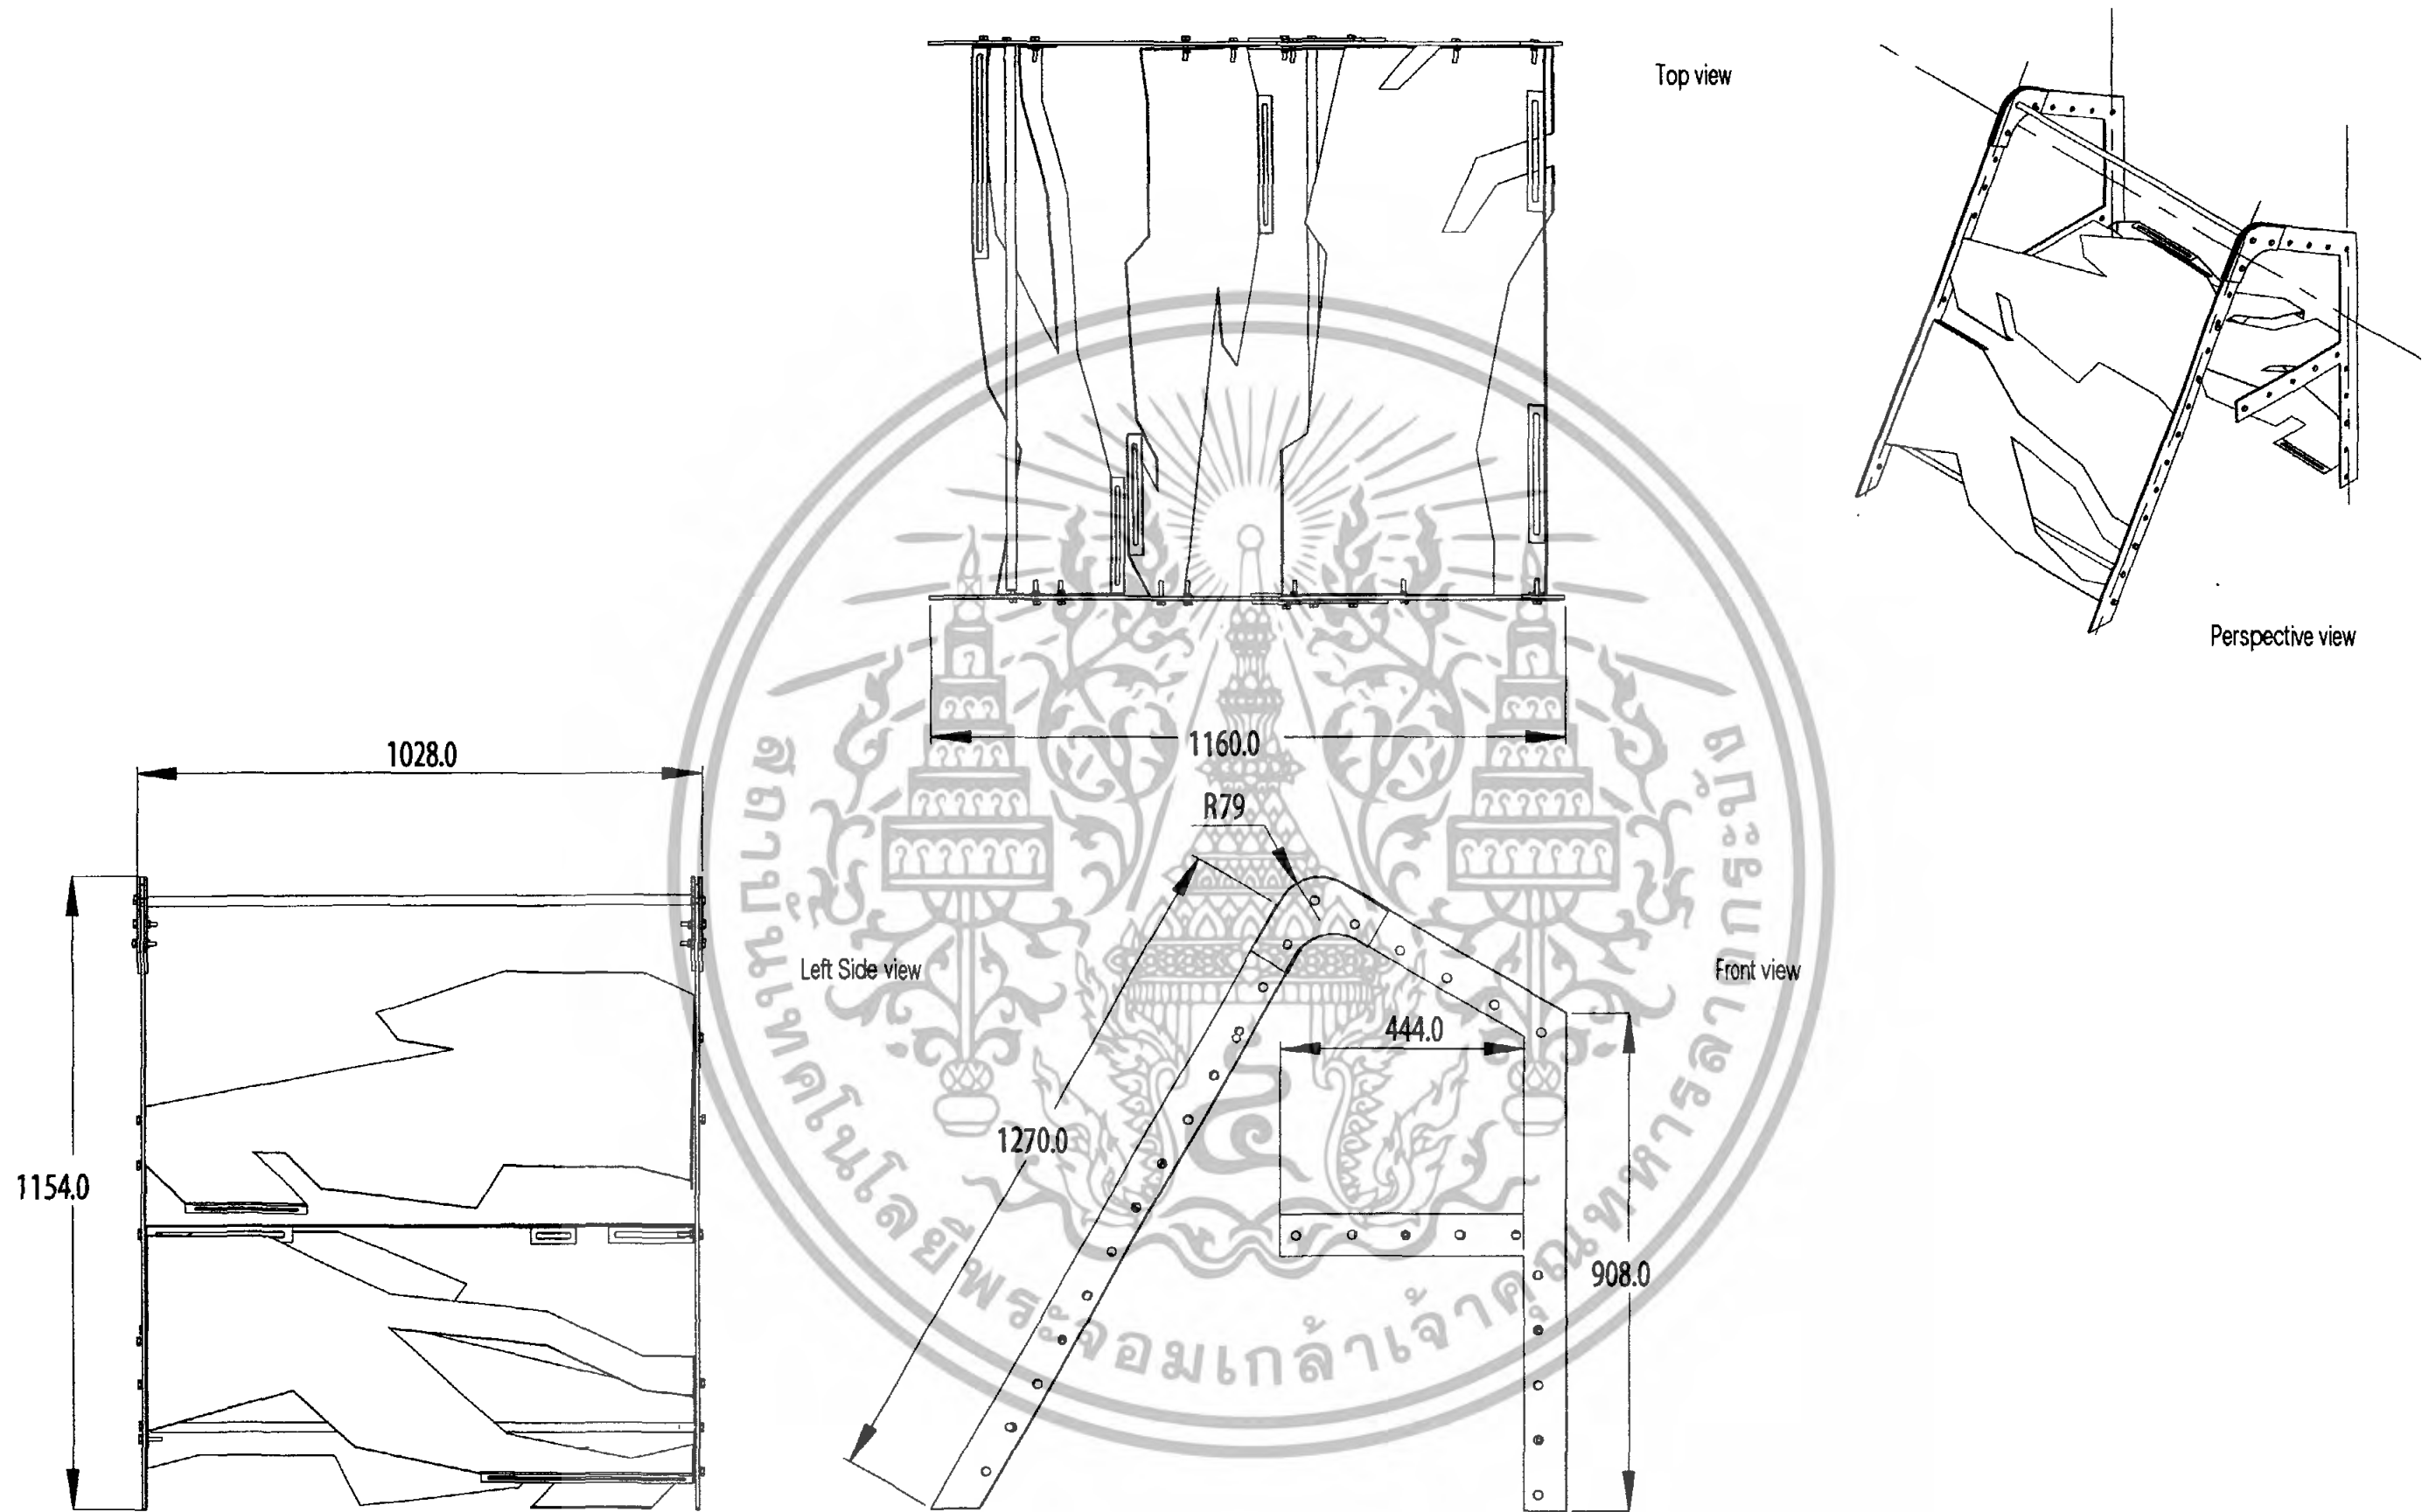 Top view
Perspective view
1160.0
1028.0
R79
Left Side view
Front view
444.0
1270.0
1154.0
908.0
สถาบันเทคโนโลยีพระจอมเกล้าเจ้าคุณทหารลาดกระบัง